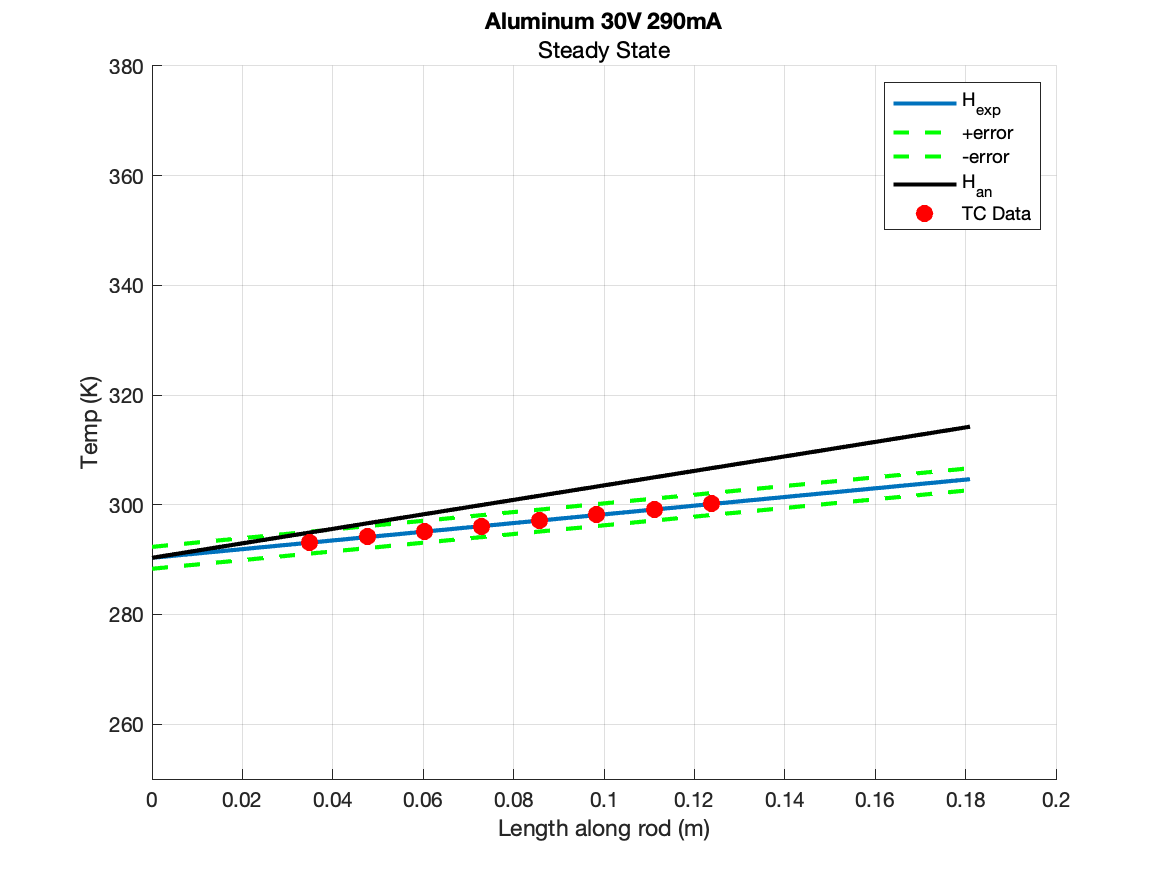 Aluminum 30V 290mA
Steady State
380
360
340
320
300
280
260
Temp (K)
0 0.02 0.04 0.06 0.08 0.1 0.12 0.14 0.16 0.18 0.2
Length along rod (m)
H_exp
+error
-error
H_an
TC Data